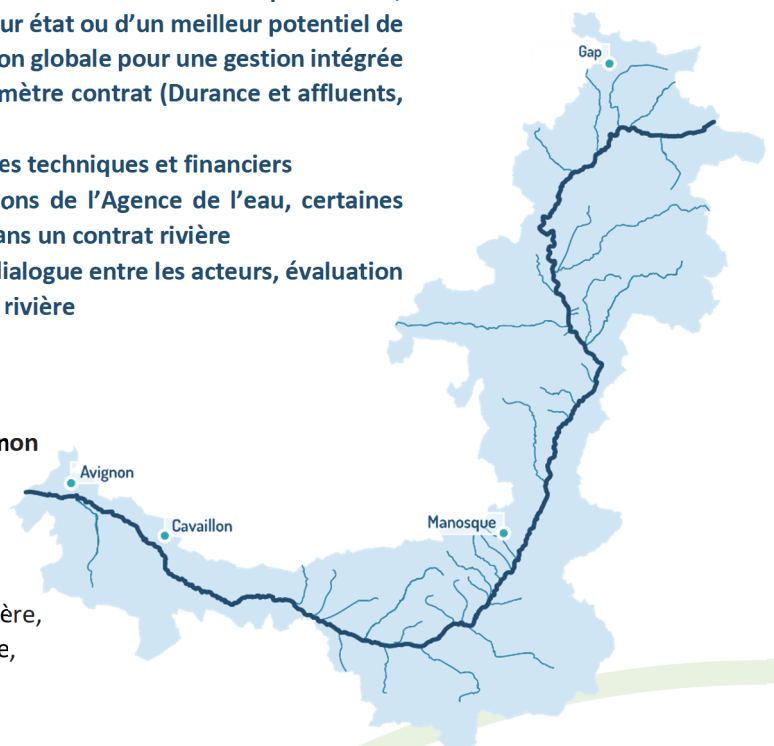 ur état ou d’un meilleur potentiel de
on globale pour une gestion intégrée
mètre contrat (Durance et affluents,
es techniques et financiers
ons de l’Agence de l’eau, certaines
ans un contrat rivière
dialogue entre les acteurs, évaluation
rivière
Gap
mon
Avignon
Cavaillon
Manosque
ère,
e,